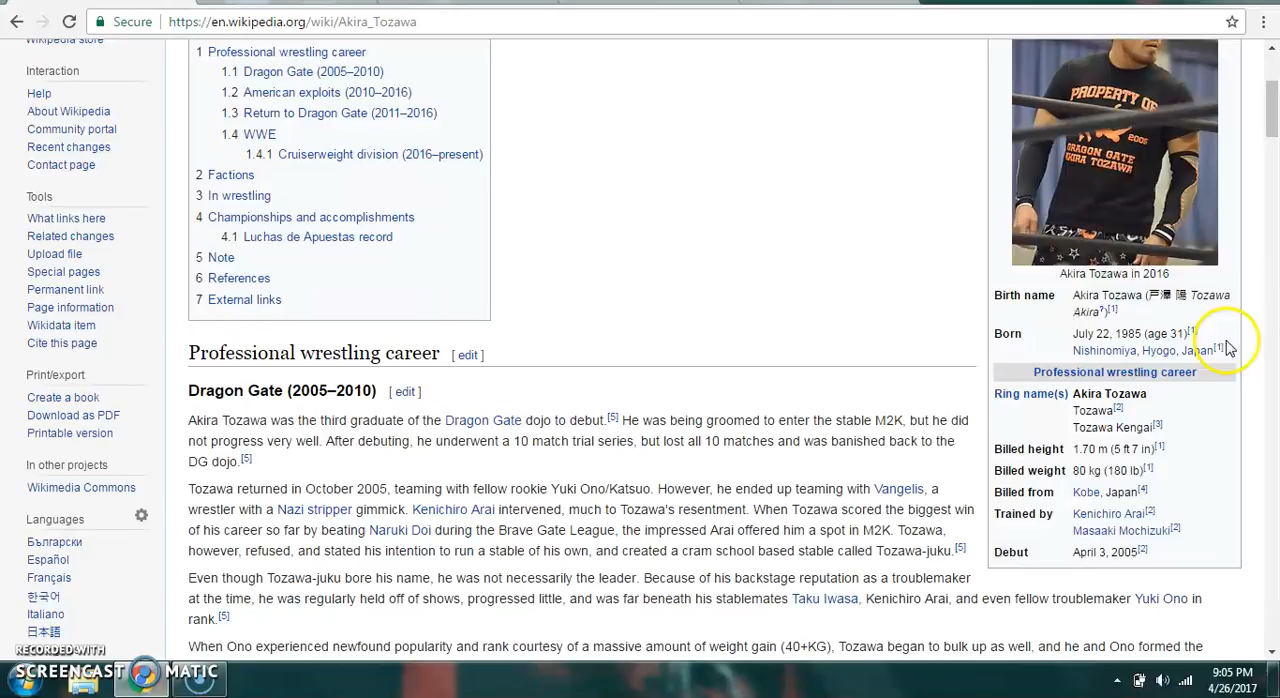 Secure https://en.wikipedia.org/wiki/Akira_Tozawa
Wikipedia store
Interaction
Help
About Wikipedia
Community portal
Recent changes
Contact page
Tools
What links here
Related changes
Upload file
Special pages
Permanent link
Page information
Wikidata item
Cite this page
Print/export
Create a book
Download as PDF
Printable version
In other projects
Wikimedia Commons
Languages
Български
Español
Français
한국어
Italiano
日本語
1 Professional wrestling career
1.1 Dragon Gate (2005–2010)
1.2 American exploits (2010–2016)
1.3 Return to Dragon Gate (2011–2016)
1.4 WWE
1.4.1 Cruiserweight division (2016–present)
2 Factions
3 In wrestling
4 Championships and accomplishments
4.1 Luchas de Apuestas record
5 Note
6 References
7 External links
Professional wrestling career [ edit ]
Dragon Gate (2005–2010) [ edit ]
Akira Tozawa was the third graduate of the Dragon Gate dojo to debut.[5] He was being groomed to enter the stable M2K, but he did
not progress very well. After debuting, he underwent a 10 match trial series, but lost all 10 matches and was banished back to the
DG dojo.[5]
Tozawa returned in October 2005, teaming with fellow rookie Yuki Ono/Katsuo. However, he ended up teaming with Vangelis, a
wrestler with a Nazi stripper gimmick. Kenichiro Arai intervened, much to Tozawa's resentment. When Tozawa scored the biggest win
of his career so far by beating Naruki Doi during the Brave Gate League, the impressed Arai offered him a spot in M2K. Tozawa,
however, refused, and stated his intention to run a stable of his own, and created a cram school based stable called Tozawa-juku.[5]
Even though Tozawa-juku bore his name, he was not necessarily the leader. Because of his backstage reputation as a troublemaker
at the time, he was regularly held off of shows, progressed little, and was far beneath his stablemates Taku Iwasa, Kenichiro Arai, and even fellow troublemaker Yuki Ono in
rank.[5]
When Ono experienced newfound popularity and rank courtesy of a massive amount of weight gain (40+KG), Tozawa began to bulk up as well, and he and Ono formed the
PROPERTY OF
2005
DRAGON GATE
AKIRA TOZAWA
Akira Tozawa in 2016
Birth name Akira Tozawa (戸澤 陽 Tozawa
Akira?)[1]
Born July 22, 1985 (age 31)[1]
Nishinomiya, Hyogo, Japan[1]
Professional wrestling career
Ring name(s) Akira Tozawa
Tozawa[2]
Tozawa Kengai[3]
Billed height 1.70 m (5 ft 7 in)[1]
Billed weight 80 kg (180 lb)[1]
Billed from Kobe, Japan[4]
Trained by Kenichiro Arai[2]
Masaaki Mochizuki[2]
Debut April 3, 2005[2]
RECORDED WITH
SCREENCAST MATIC
9:05 PM
4/26/2017